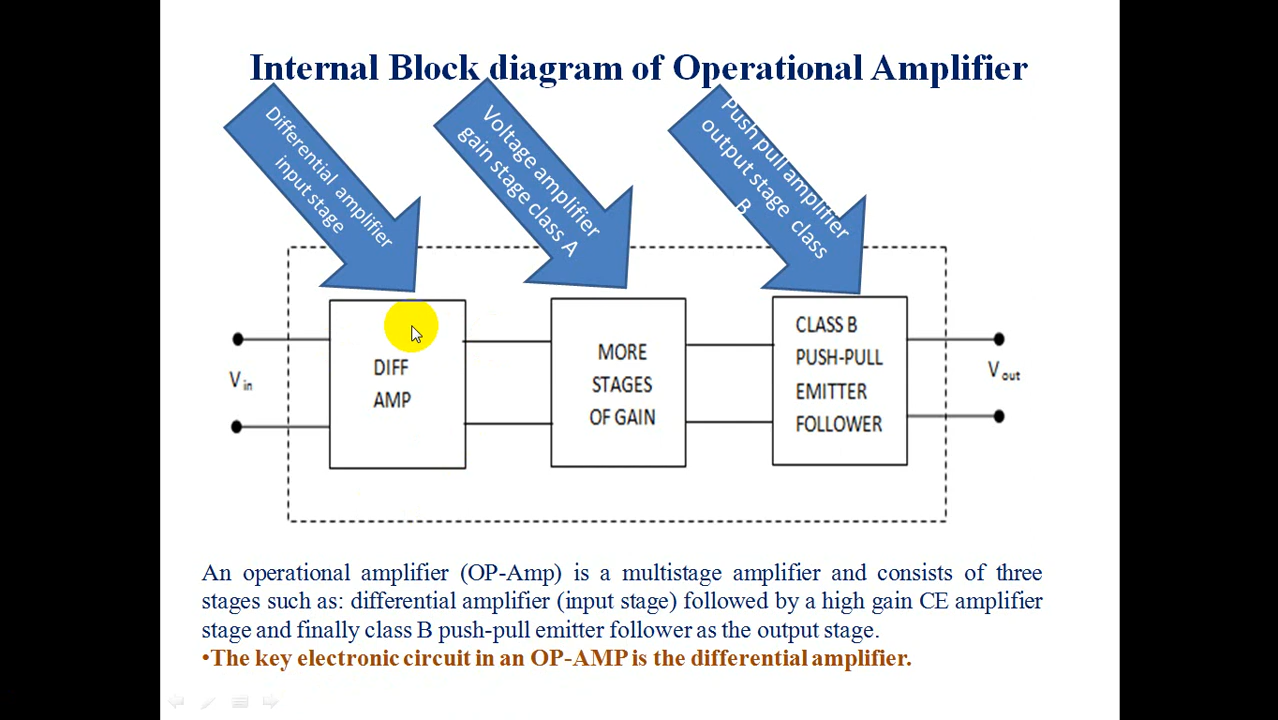 Internal Block diagram of Operational Amplifier
Differential amplifier
input stage
Voltage amplifier
gain stage class A
Push pull amplifier
output stage class
B
DIFF
AMP
MORE
STAGES
OF GAIN
CLASS B
PUSH-PULL
EMITTER
FOLLOWER
V in
V out
An operational amplifier (OP-Amp) is a multistage amplifier and consists of three
stages such as: differential amplifier (input stage) followed by a high gain CE amplifier
stage and finally class B push-pull emitter follower as the output stage.
•The key electronic circuit in an OP-AMP is the differential amplifier.